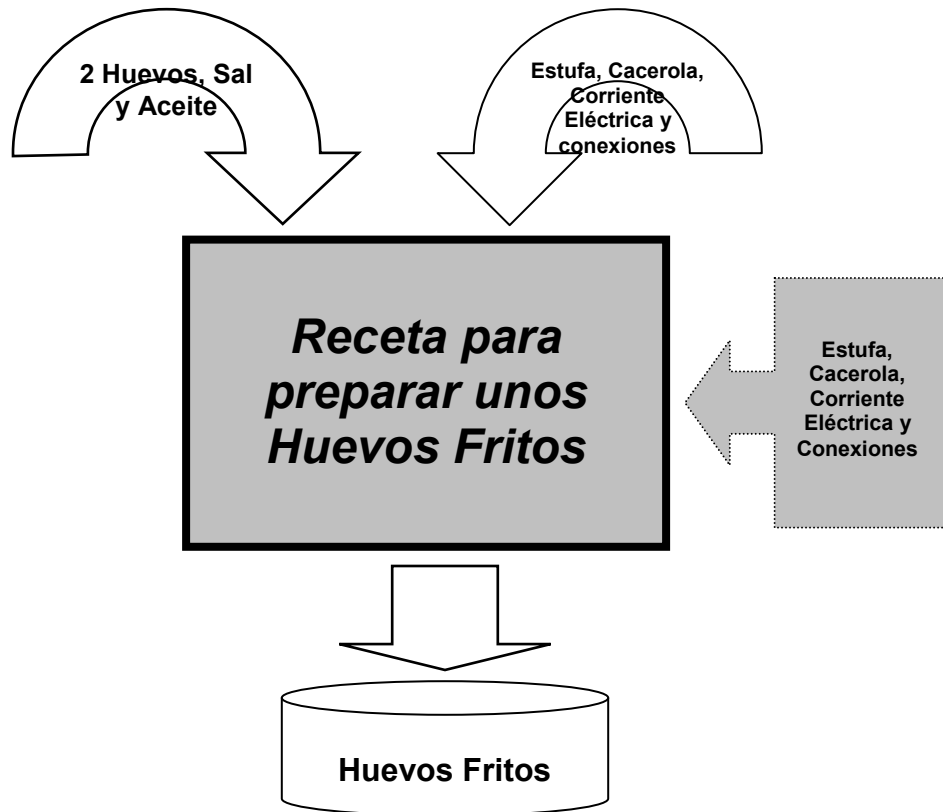 2 Huevos, Sal
y Aceite
Estufa, Cacerola,
Corriente
Eléctrica y
conexiones
Receta para
preparar unos
Huevos Fritos
Estufa,
Cacerola,
Corriente
Eléctrica y
Conexiones
Huevos Fritos